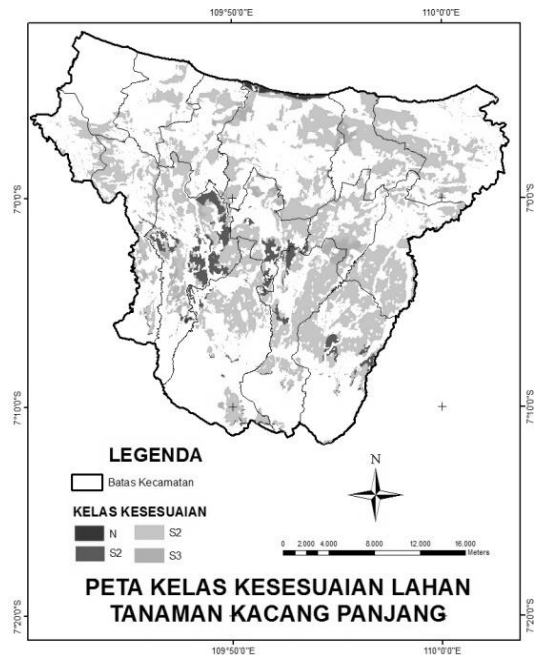 109°50'0"E 110°0'0"E
7°0'0"S 7°0'0"S
7°10'0"S 7°10'0"S
LEGENDA
Batas Kecamatan
KELAS KESESUAIAN
N S2
S2 S3
N
0 2.000 4.000 8.000 12.000 16.000
Meters
PETA KELAS KESESUAIAN LAHAN
TANAMAN KACANG PANJANG
7°20'0"S 7°20'0"S
109°50'0"E 110°0'0"E